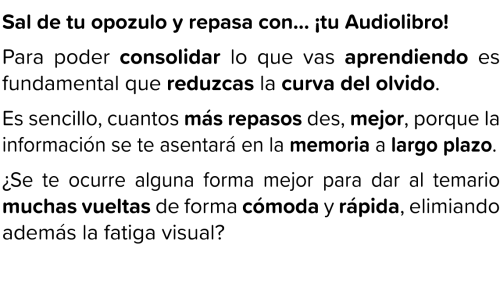 Sal de tu opozulo y repasa con... ¡tu Audiolibro!
Para poder consolidar lo que vas aprendiendo es
fundamental que reduzcas la curva del olvido.
Es sencillo, cuantos más repasos des, mejor, porque la
información se te asentará en la memoria a largo plazo.
¿Se te ocurre alguna forma mejor para dar al temario
muchas vueltas de forma cómoda y rápida, elimiando
además la fatiga visual?